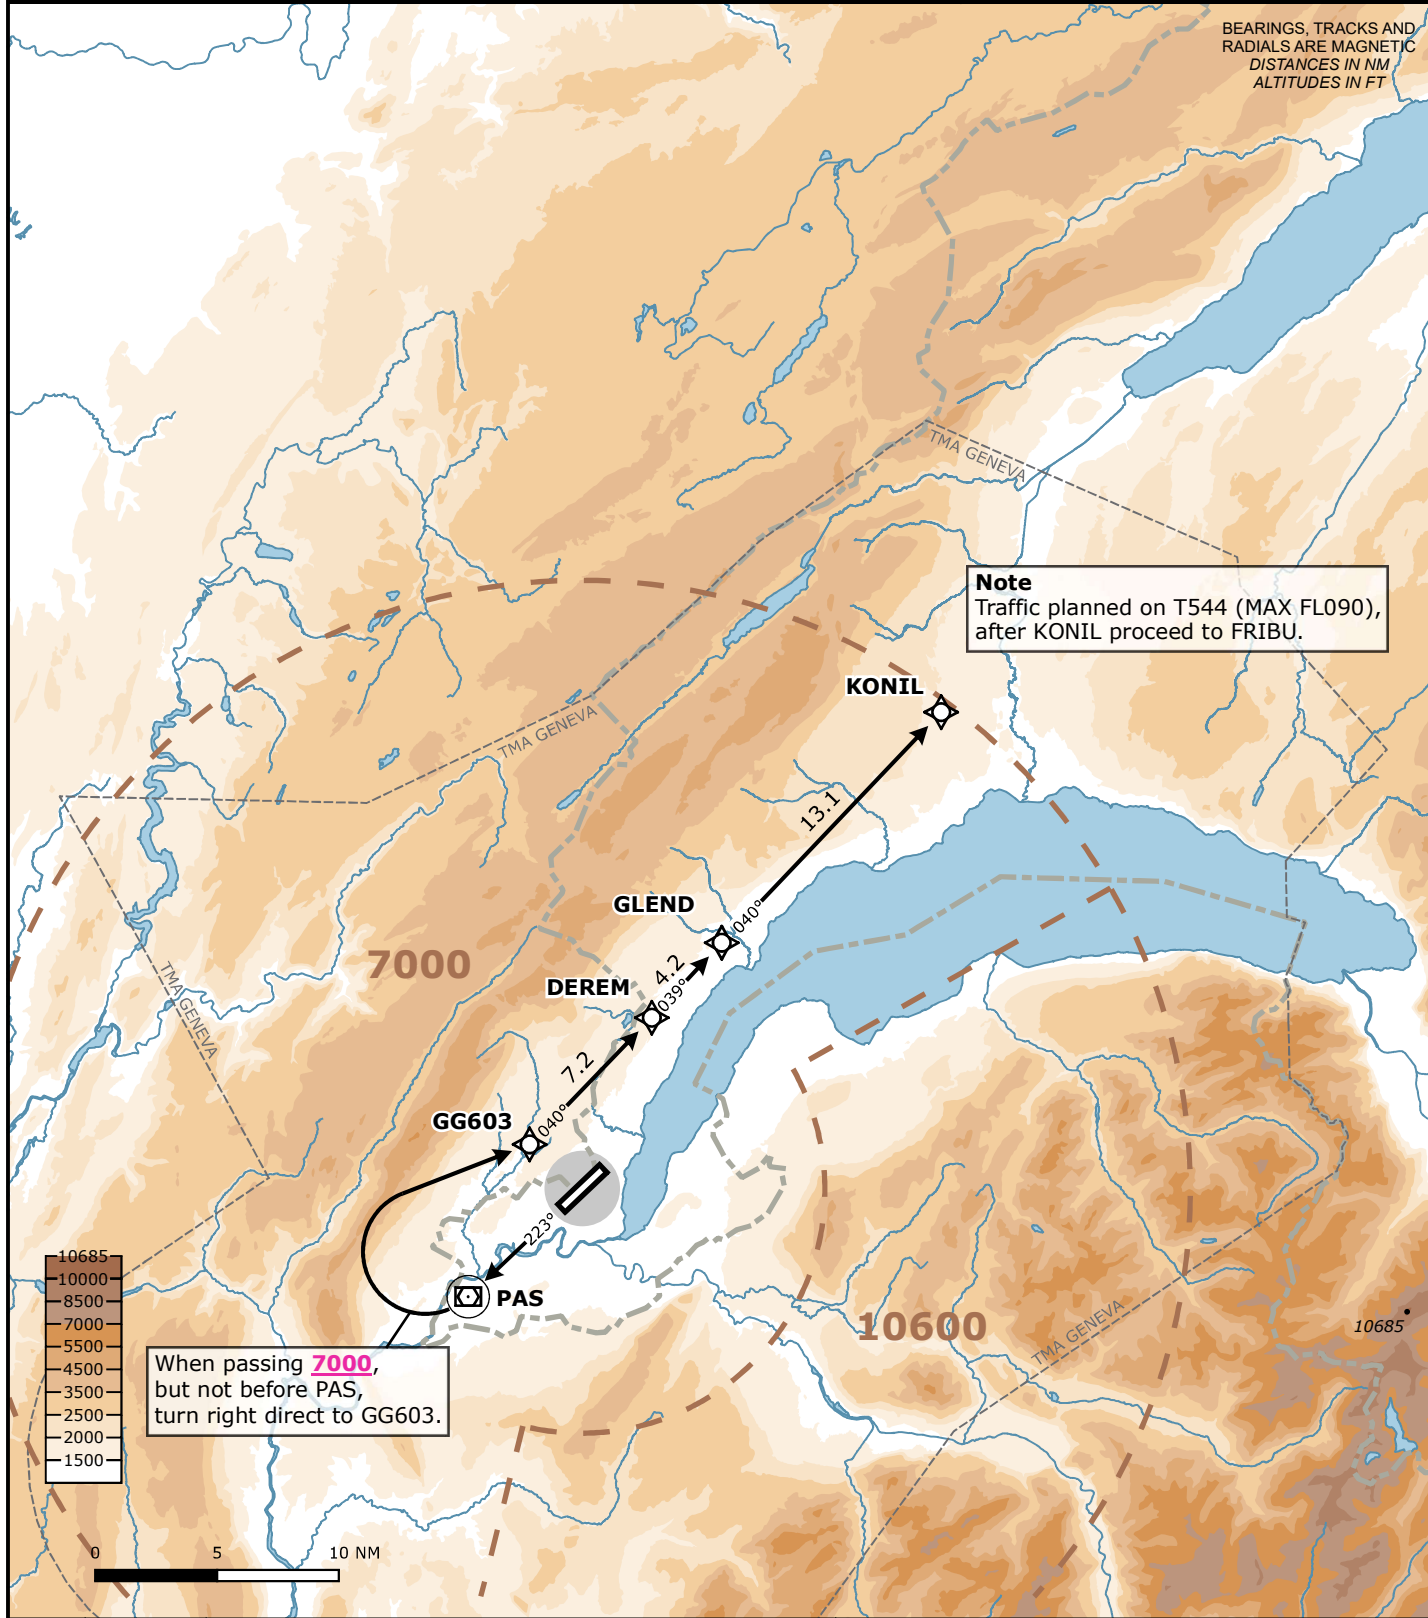 BEARINGS, TRACKS AND
RADIALS ARE MAGNETIC
DISTANCES IN NM
ALTITUDES IN FT
TMA GENEVA
Note
Traffic planned on T544 (MAX FL090),
after KONIL proceed to FRIBU.
KONIL
TMA GENEVA
13.1
GLEND
040°
7000
4.2
DEREM
039°
TMA GENEVA
7.2
GG603
040°
223°
PAS
10600
TMA GENEVA
10685
10685
10000
8500
7000
5500
4500
3500
2500
2000
1500
When passing 7000,
but not before PAS,
turn right direct to GG603.
0 5 10 NM